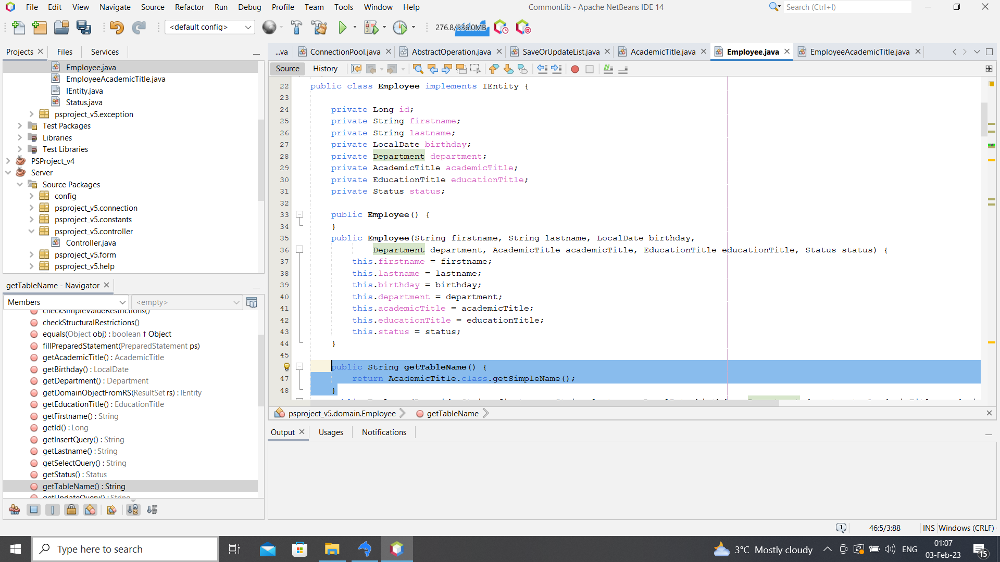 File Edit View Navigate Source Refactor Run Debug Profile Team Tools Window Help
CommonLib - Apache NetBeans IDE 14
Search (Ctrl+I)
<default config>
276.8/536.0MB
Projects Files Services
Employee.java
EmployeeAcademicTitle.java
IEntity.java
Status.java
psproject_v5.exception
Test Packages
Libraries
Test Libraries
PSProject_v4
Server
Source Packages
config
psproject_v5.connection
psproject_v5.constants
psproject_v5.controller
Controller.java
psproject_v5.form
psproject_v5.help
getTableName - Navigator
Members
<empty>
checkSimpleValueRestrictions()
checkStructuralRestrictions()
equals(Object obj) : boolean ↑ Object
fillPreparedStatement(PreparedStatement ps)
getAcademicTitle() : AcademicTitle
getBirthday() : LocalDate
getDepartment() : Department
getDomainObjectFromRS(ResultSet rs) : IEntity
getEducationTitle() : EducationTitle
getFirstname() : String
getId() : Long
getInsertQuery() : String
getLastname() : String
getSelectQuery() : String
getStatus() : Status
getTableName() : String
getUpdateQuery() : String
...va ConnectionPool.java AbstractOperation.java SaveOrUpdateList.java AcademicTitle.java Employee.java EmployeeAcademicTitle.java
Source History
22 public class Employee implements IEntity {
23
24 private Long id;
25 private String firstname;
26 private String lastname;
27 private LocalDate birthday;
28 private Department department;
29 private AcademicTitle academicTitle;
30 private EducationTitle educationTitle;
31 private Status status;
32
33 public Employee() {
34 }
35 public Employee(String firstname, String lastname, LocalDate birthday,
36 Department department, AcademicTitle academicTitle, EducationTitle educationTitle, Status status) {
37 this.firstname = firstname;
38 this.lastname = lastname;
39 this.birthday = birthday;
40 this.department = department;
41 this.academicTitle = academicTitle;
42 this.educationTitle = educationTitle;
43 this.status = status;
44 }
45
public String getTableName() {
47 return AcademicTitle.class.getSimpleName();
48 }
psproject_v5.domain.Employee getTableName
Output Usages Notifications
1 46:5/3:88 INS Windows (CRLF)
Type here to search
3°C Mostly cloudy
ENG
01:07
03-Feb-23
15